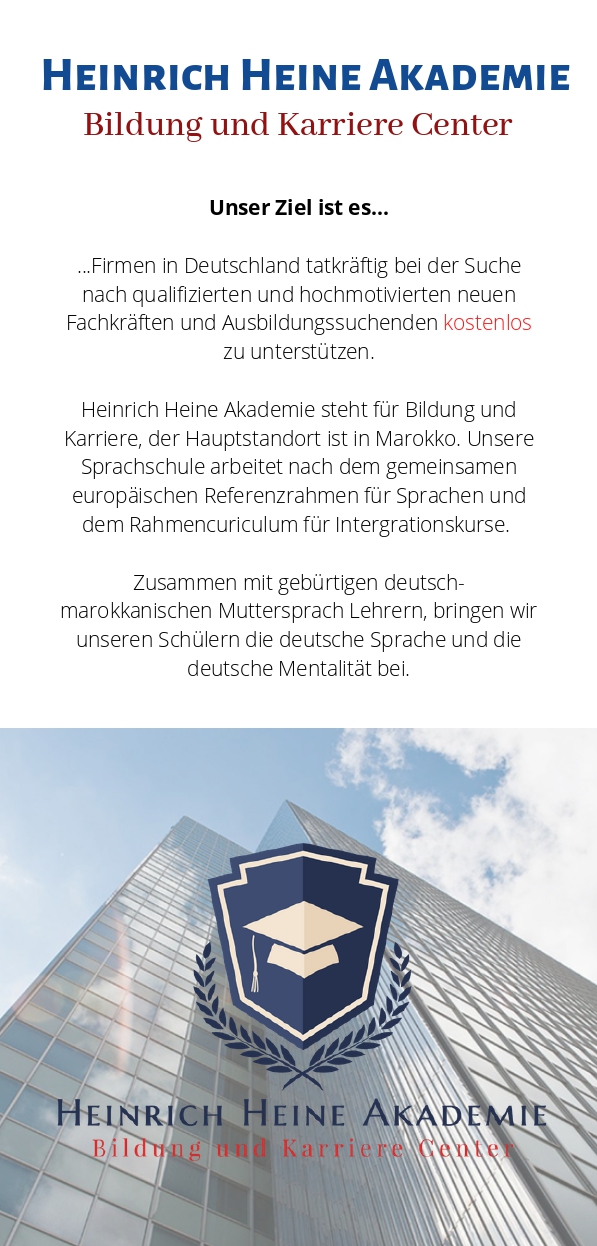 Heinrich Heine Akademie
Bildung und Karriere Center
Unser Ziel ist es...
...Firmen in Deutschland tatkräftig bei der Suche
nach qualifizierten und hochmotivierten neuen
Fachkräften und Ausbildungssuchenden kostenlos
zu unterstützen.
Heinrich Heine Akademie steht für Bildung und
Karriere, der Hauptstandort ist in Marokko. Unsere
Sprachschule arbeitet nach dem gemeinsamen
europäischen Referenzrahmen für Sprachen und
dem Rahmencuriculum für Intergrationskurse.
Zusammen mit gebürtigen deutsch-
marokkanischen Muttersprach Lehrern, bringen wir
unseren Schülern die deutsche Sprache und die
deutsche Mentalität bei.
Heinrich Heine Akademie
Bildung und Karriere Center